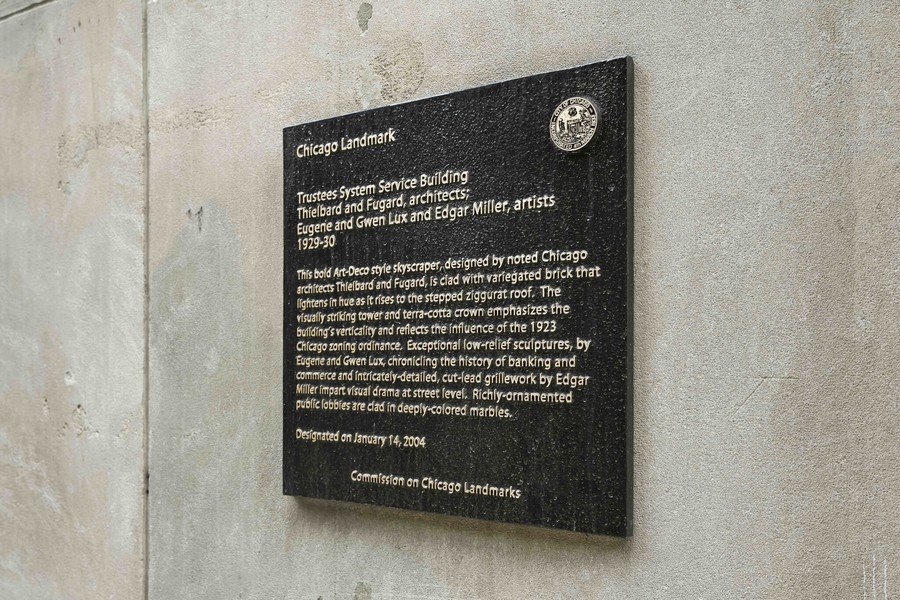 Chicago Landmark
CITY OF CHICAGO
Trustees System Service Building
Thielbard and Fugard, architects;
Eugene and Gwen Lux and Edgar Miller, artists
1929-30
This bold Art-Deco style skyscraper, designed by noted Chicago
architects Thielbard and Fugard, is clad with variegated brick that
lightens in hue as it rises to the stepped ziggurat roof. The
visually striking tower and terra-cotta crown emphasizes the
building's verticality and reflects the influence of the 1923
Chicago zoning ordinance. Exceptional low-relief sculptures, by
Eugene and Gwen Lux, chronicling the history of banking and
commerce and intricately-detailed, cut-lead grillework by Edgar
Miller impart visual drama at street level. Richly-ornamented
public lobbies are clad in deeply-colored marbles.
Designated on January 14, 2004
Commission on Chicago Landmarks